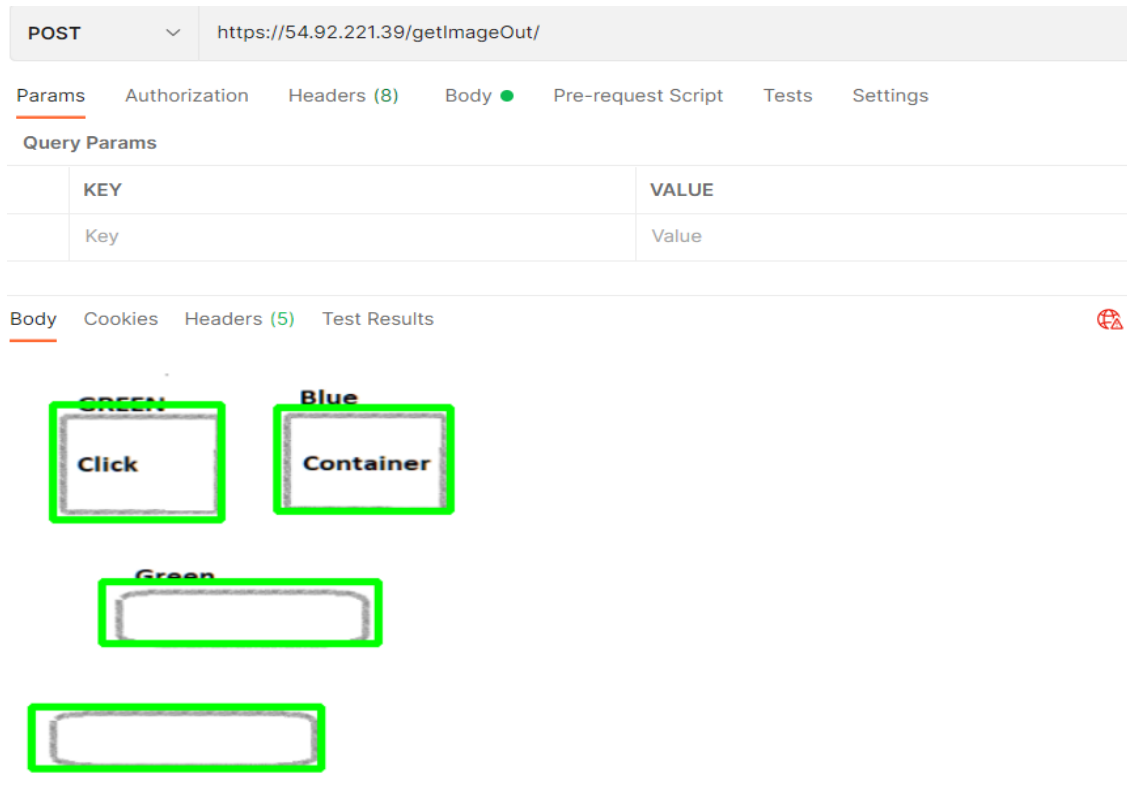 POST https://54.92.221.39/getImageOut/
Params Authorization Headers (8) Body Pre-request Script Tests Settings
Query Params
KEY VALUE
Key Value
Body Cookies Headers (5) Test Results
GREEN Blue
Click Container
Green